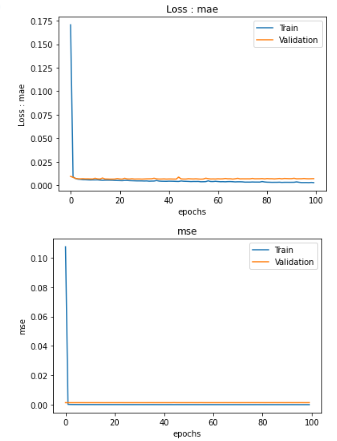 Loss : mae
0.175
0.150
0.125
0.100
0.075
0.050
0.025
0.000
Loss : mae
Train
Validation
0 20 40 60 80 100
epochs
mse
0.10
0.08
0.06
0.04
0.02
0.00
mse
Train
Validation
0 20 40 60 80 100
epochs